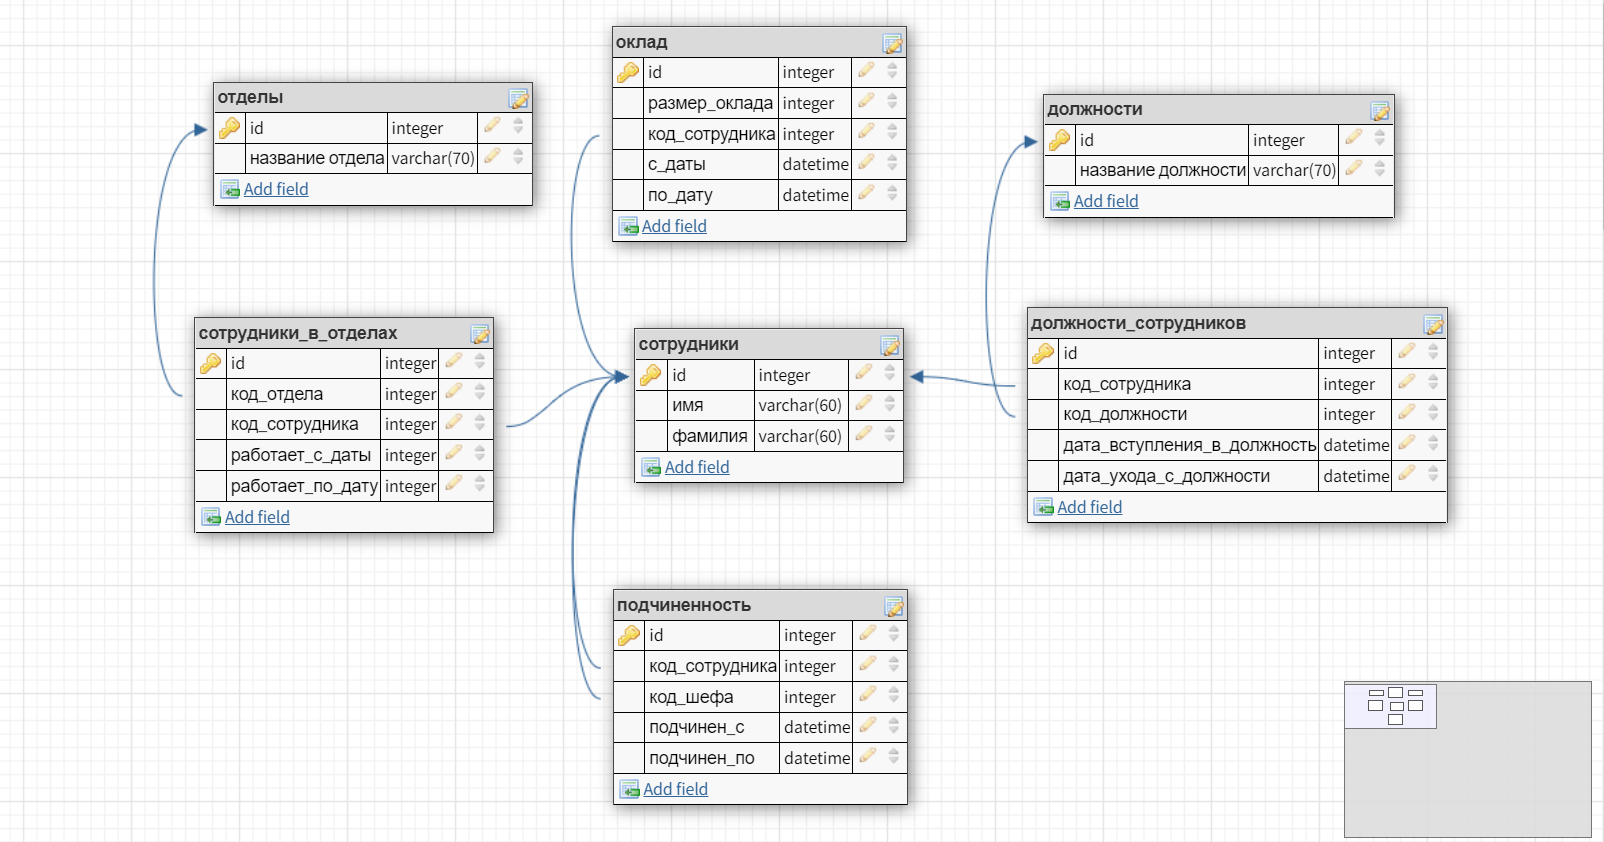 отделы
id integer
название отдела varchar(70)
Add field
оклад
id integer
размер_оклада integer
код_сотрудника integer
с_даты datetime
по_дату datetime
Add field
должности
id integer
название должности varchar(70)
Add field
сотрудники_в_отделах
id integer
код_отдела integer
код_сотрудника integer
работает_с_даты integer
работает_по_дату integer
Add field
сотрудники
id integer
имя varchar(60)
фамилия varchar(60)
Add field
должности_сотрудников
id integer
код_сотрудника integer
код_должности integer
дата_вступления_в_должность datetime
дата_ухода_с_должности datetime
Add field
подчиненность
id integer
код_сотрудника integer
код_шефа integer
подчинен_с datetime
подчинен_по datetime
Add field